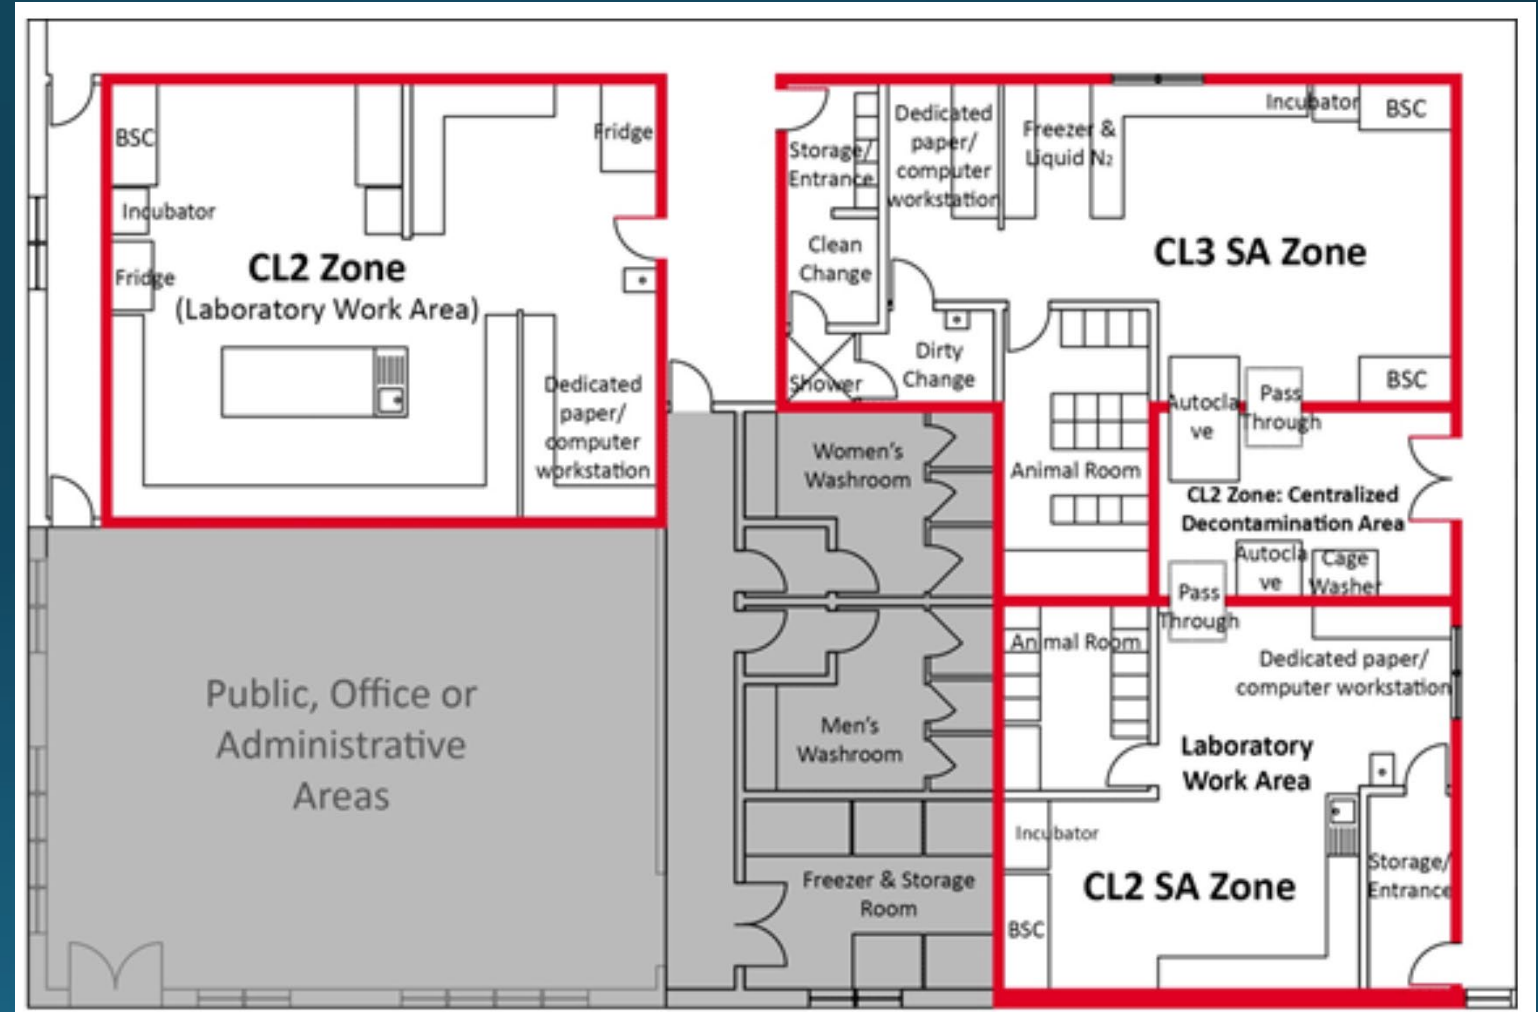 BSC
Incubator
Fridge
Fridge
CL2 Zone
(Laboratory Work Area)
Dedicated
paper/
computer
workstation
Storage/
Entrance
Clean
Change
Shower
Dirty
Change
Dedicated
paper/
computer
workstation
Freezer &
Liquid N₂
Incubator
BSC
CL3 SA Zone
BSC
Autocla
ve
Pass
Through
Animal Room
CL2 Zone: Centralized
Decontamination Area
Autocla
ve
Cage
Washer
Pass
Through
Women's
Washroom
Men's
Washroom
Freezer & Storage
Room
Public, Office or
Administrative
Areas
Animal Room
Dedicated paper/
computer workstation
Laboratory
Work Area
Incubator
CL2 SA Zone
BSC
Storage/
Entrance